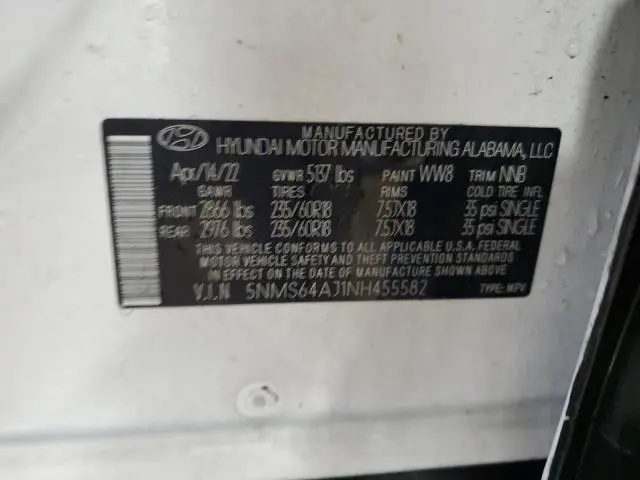 MANUFACTURED BY
HYUNDAI MOTOR MANUFACTURING ALABAMA, LLC
Apr/14/22 GVWR 5137 lbs PAINT WW8 TRIM NNB
GAWR TIRES RIMS COLD TIRE INFL
FRONT 2866 lbs 235/60R18 7.5JX18 35 psi SINGLE
REAR 2976 lbs 235/60R18 7.5JX18 35 psi SINGLE
THIS VEHICLE CONFORMS TO ALL APPLICABLE U.S.A. FEDERAL
MOTOR VEHICLE SAFETY AND THEFT PREVENTION STANDARDS
IN EFFECT ON THE DATE OF MANUFACTURE SHOWN ABOVE.
V.I.N 5NMS64AJ1NH455582 TYPE: MPV